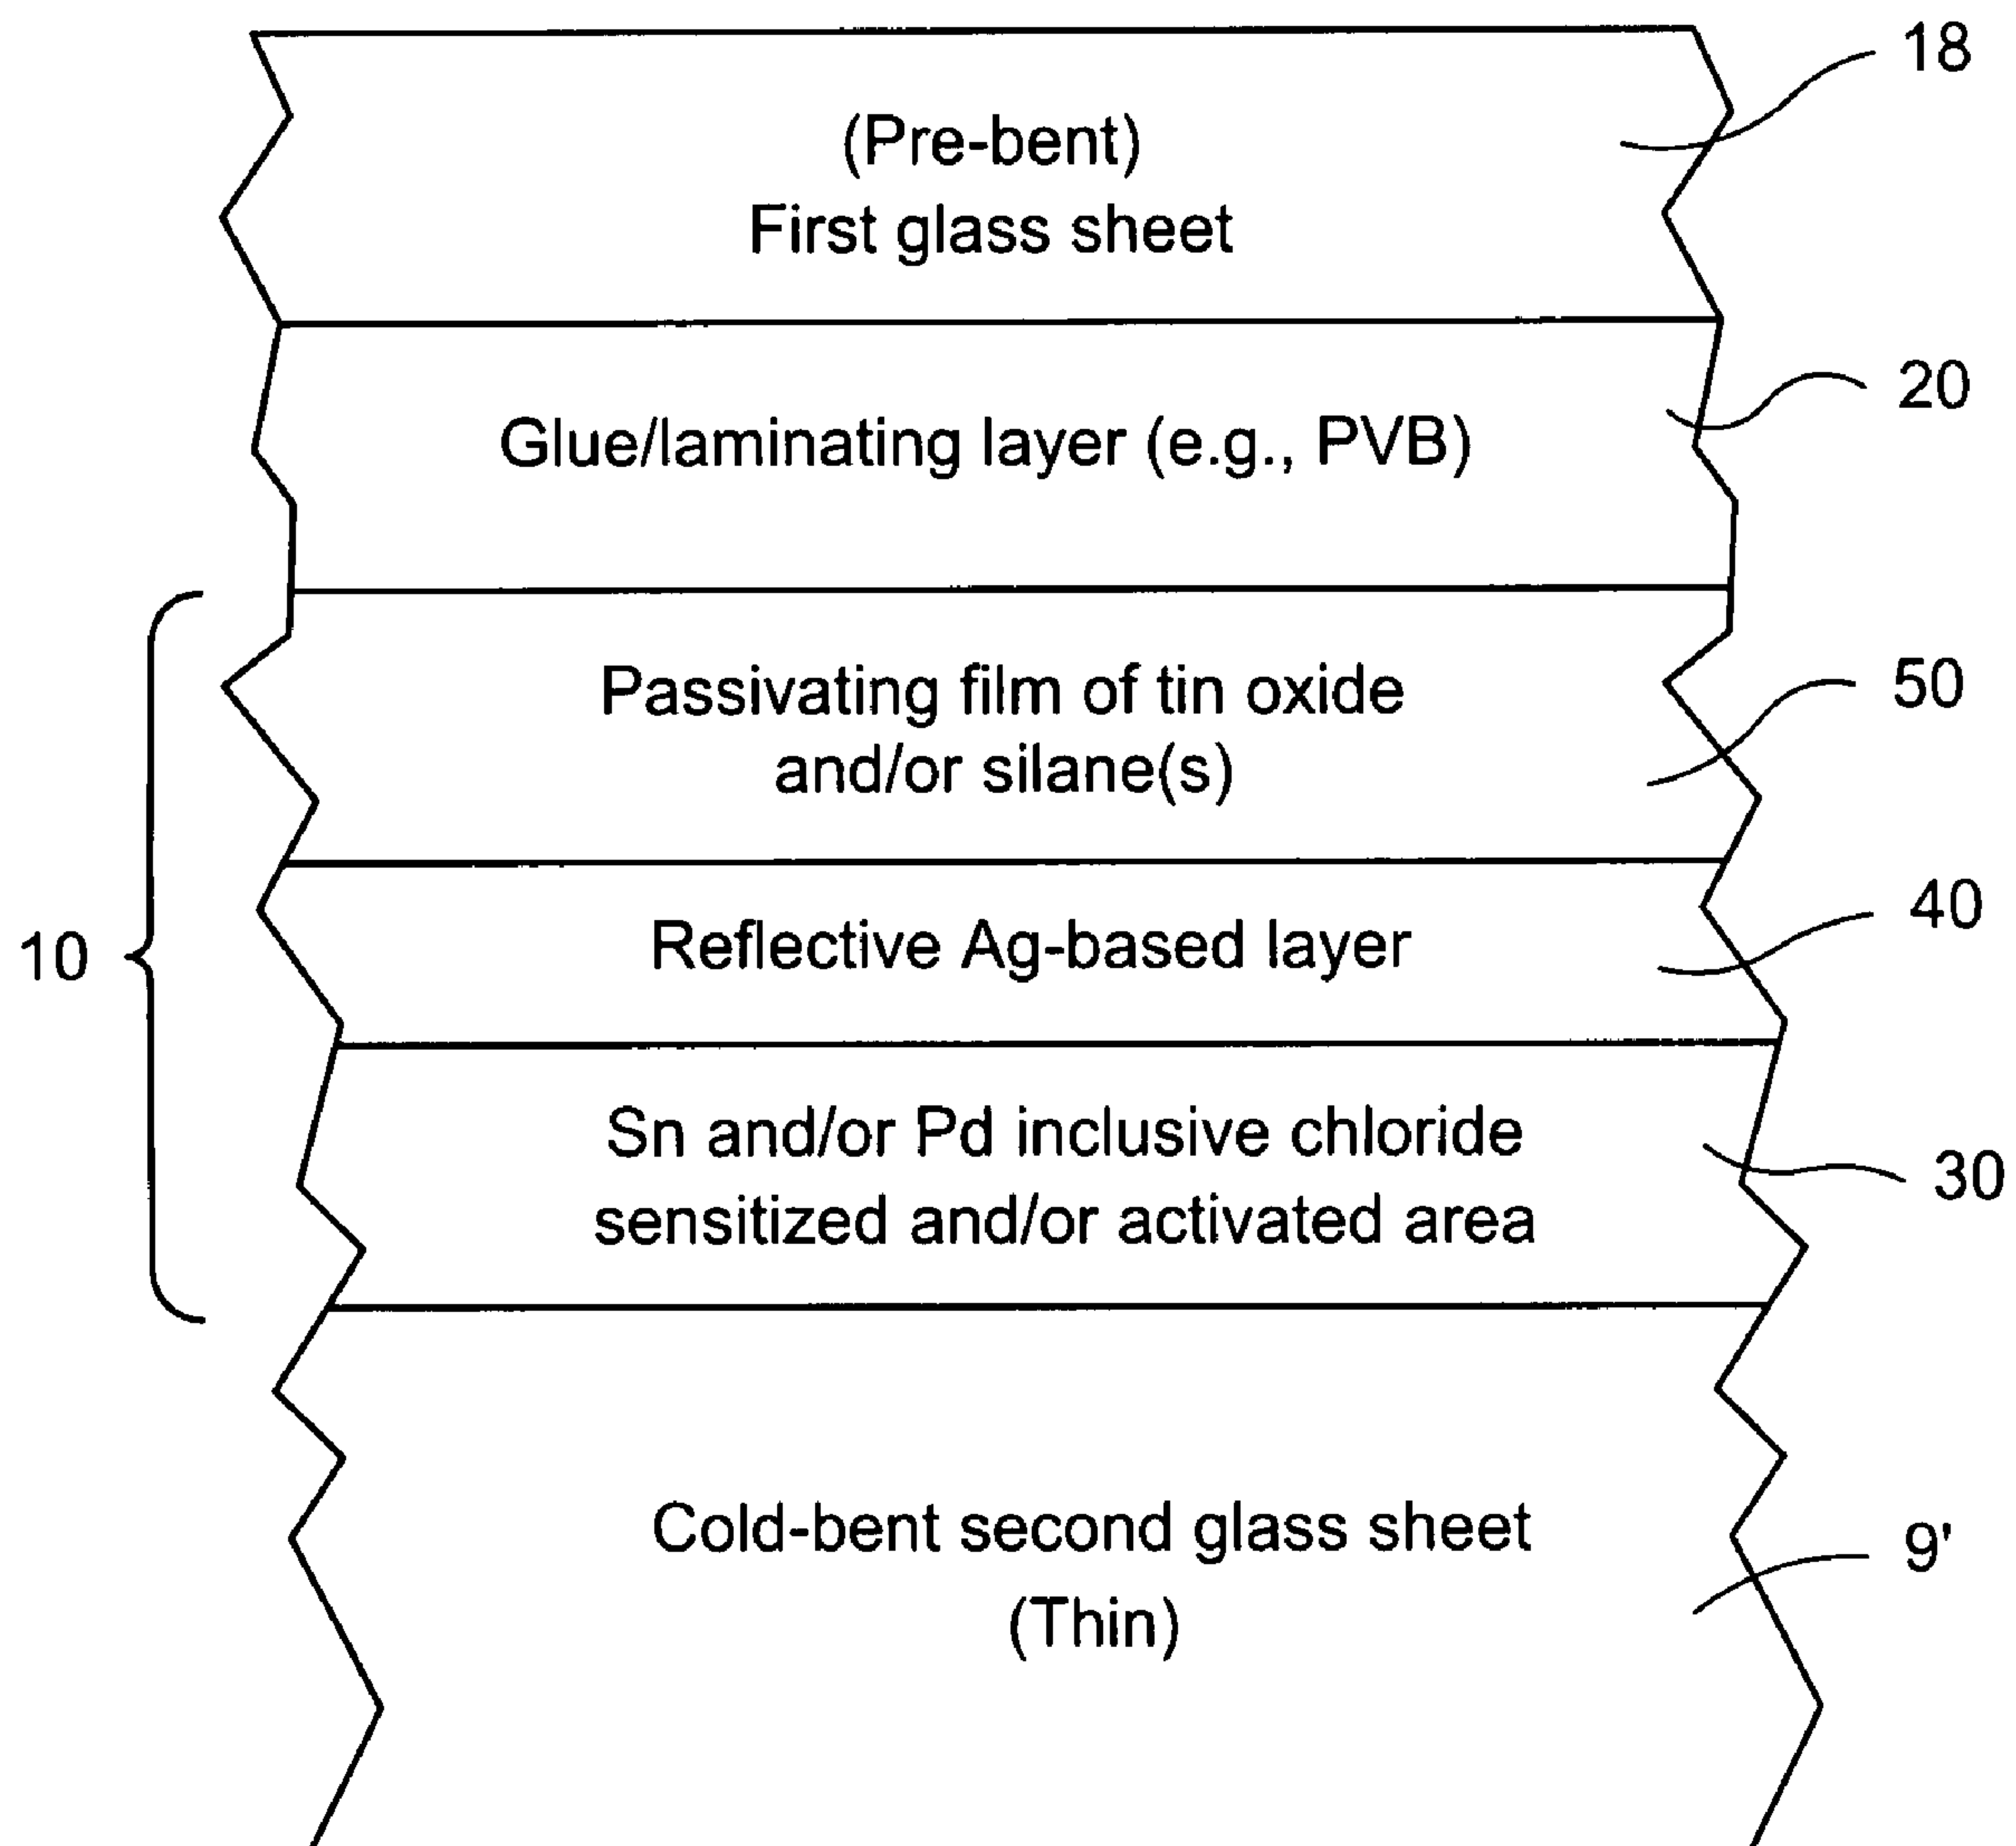 18
(Pre-bent)
First glass sheet
20
Glue/laminating layer (e.g., PVB)
50
Passivating film of tin oxide
and/or silane(s)
40
10
Reflective Ag-based layer
Sn and/or Pd inclusive chloride
30
sensitized and/or activated area
Cold-bent second glass sheet
9'
(Thin)